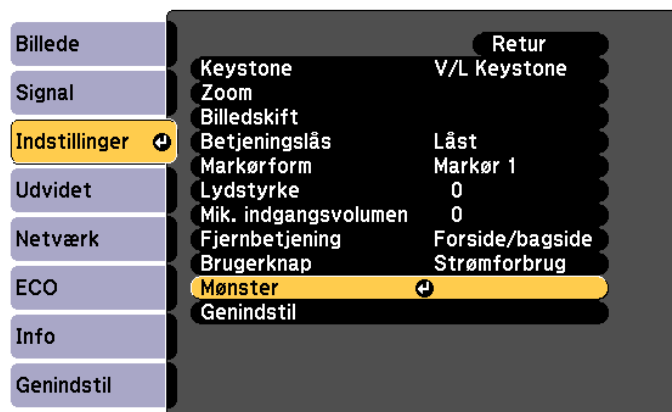 Billede
Signal
Indstillinger
Udvidet
Netværk
ECO
Info
Genindstil
Retur
Keystone V/L Keystone
Zoom
Billedskift
Betjeningslås Låst
Markørform Markør 1
Lydstyrke 0
Mik. indgangsvolumen 0
Fjernbetjening Forside/bagside
Brugerknap Strømforbrug
Mønster
Genindstil